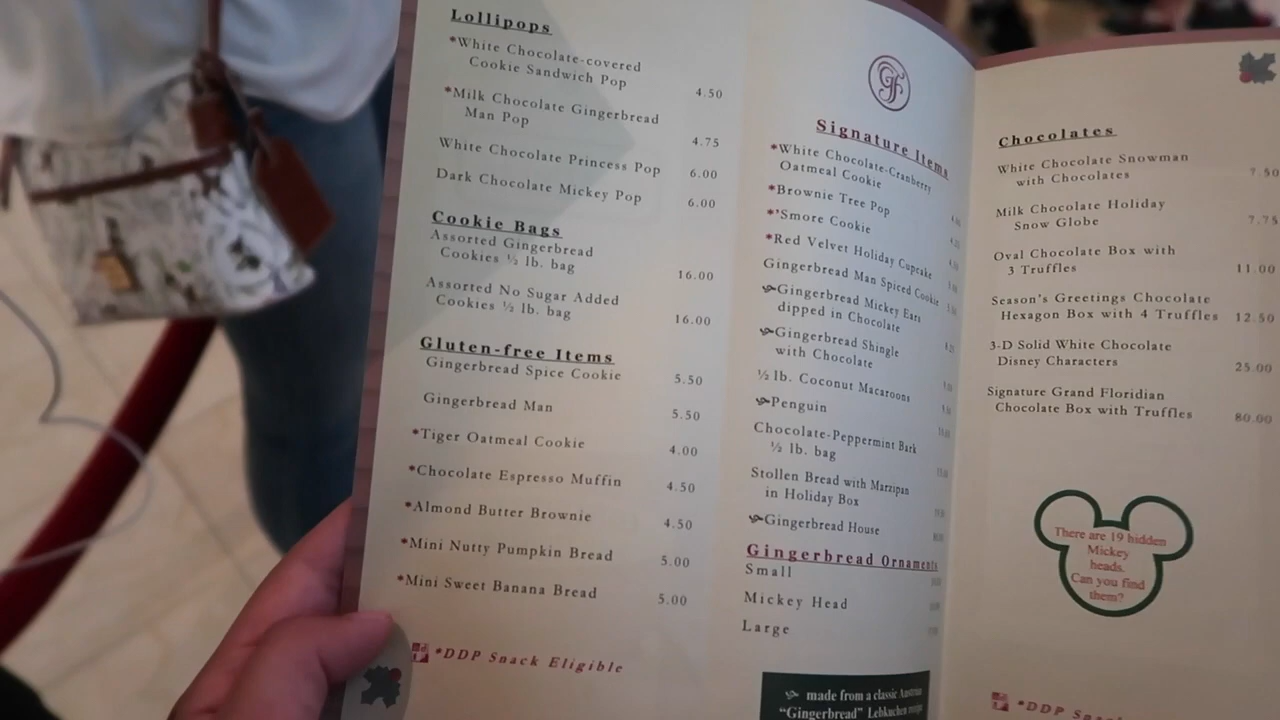 Lollipops
*White Chocolate-covered
Cookie Sandwich Pop 4.50
*Milk Chocolate Gingerbread
Man Pop 4.75
White Chocolate Princess Pop 6.00
Dark Chocolate Mickey Pop 6.00
Cookie Bags
Assorted Gingerbread
Cookies ½ lb. bag 16.00
Assorted No Sugar Added
Cookies ½ lb. bag 16.00
Gluten-free Items
Gingerbread Spice Cookie 5.50
Gingerbread Man 5.50
*Tiger Oatmeal Cookie 4.00
*Chocolate Espresso Muffin 4.50
*Almond Butter Brownie 4.50
*Mini Nutty Pumpkin Bread 5.00
*Mini Sweet Banana Bread 5.00
*DDP Snack Eligible
GF
Signature Items
*White Chocolate-Cranberry
Oatmeal Cookie
*Brownie Tree Pop
*'Smore Cookie
*Red Velvet Holiday Cupcake
Gingerbread Man Spiced Cookie
Gingerbread Mickey Ears
dipped in Chocolate
Gingerbread Shingle
with Chocolate
½ lb. Coconut Macaroons
Penguin
Chocolate-Peppermint Bark
½ lb. bag
Stollen Bread with Marzipan
in Holiday Box
Gingerbread House
Gingerbread Ornaments
Small
Mickey Head
Large
made from a classic Austrian
"Gingerbread" Lebkuchen recipe
Chocolates
White Chocolate Snowman
with Chocolates 7.50
Milk Chocolate Holiday
Snow Globe 7.75
Oval Chocolate Box with
3 Truffles 11.00
Season's Greetings Chocolate
Hexagon Box with 4 Truffles 12.50
3-D Solid White Chocolate
Disney Characters 25.00
Signature Grand Floridian
Chocolate Box with Truffles 80.00
There are 19 hidden
Mickey
heads.
Can you find
them?
*DDP